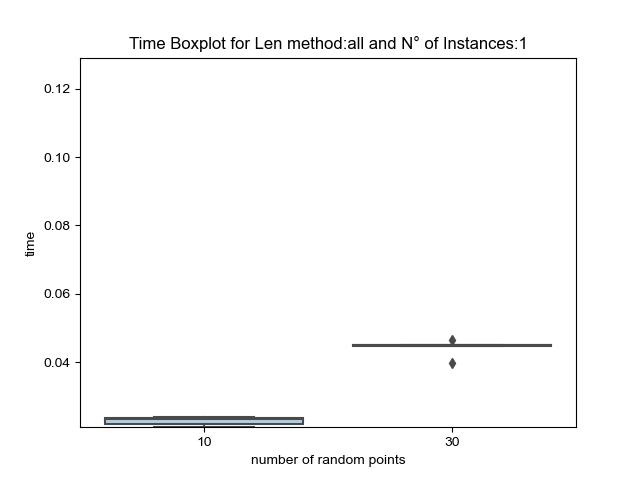 Time Boxplot for Len method:all and N° of Instances:1
0.12
0.10
0.08
0.06
0.04
time
10
30
number of random points